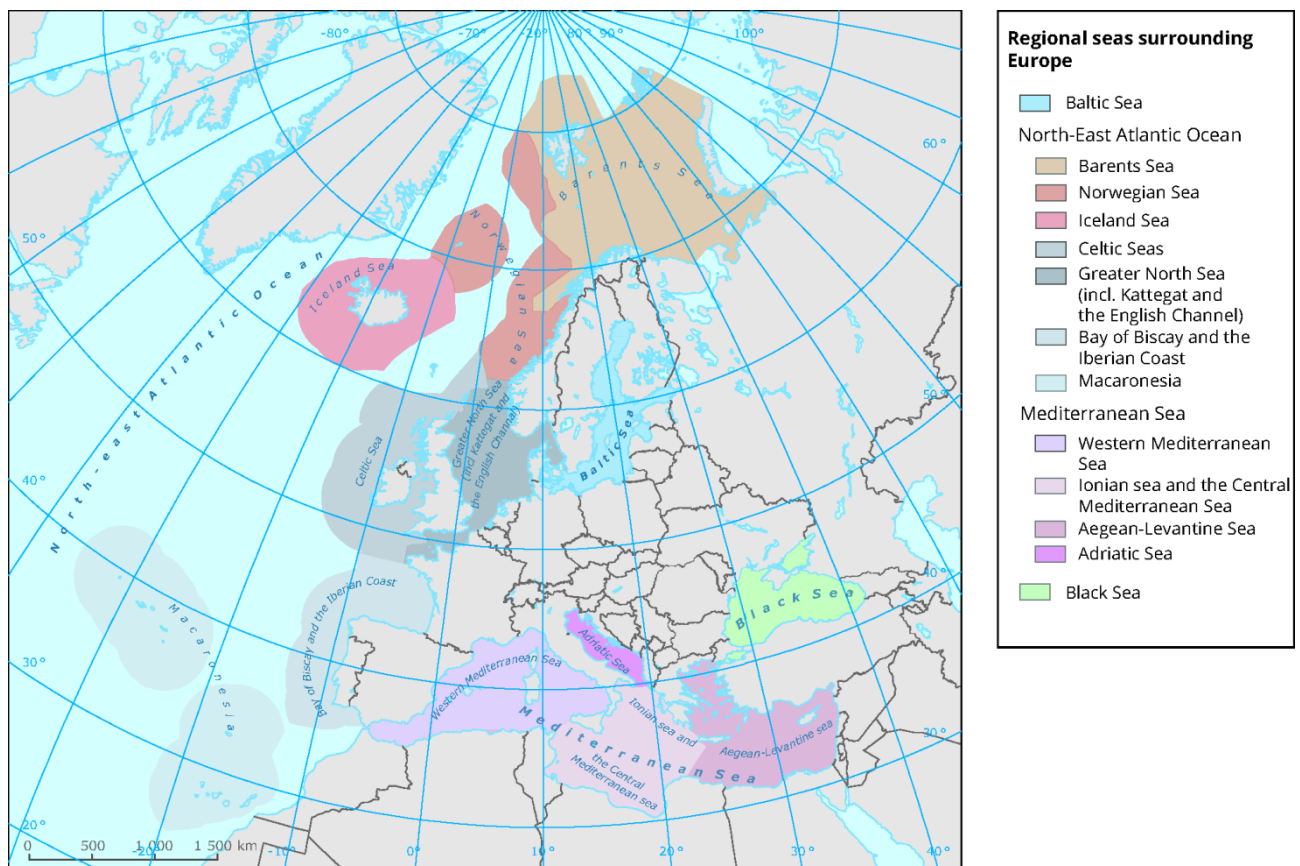 -80°
-70°
-20°
80°
90°
100°
60°
50°
50°
40°
40°
30°
30°
20°
-20°
-10°
0°
10°
20°
30°
40°
Barents Sea
Norwegian Sea
Iceland Sea
North-east Atlantic Ocean
Celtic Sea
Greater North Sea
(incl Kattegat and
the English Channal)
Baltic Sea
Bay of Biscay and the Iberian Coast
Macaronesia
Black Sea
Adriatic Sea
Western Mediterranean Sea
Mediterranean Sea
Ionian sea and
the Central
Mediterranean sea
Aegean-Levantine sea
0 500 1 000 1 500 km
Regional seas surrounding
Europe
Baltic Sea
North-East Atlantic Ocean
Barents Sea
Norwegian Sea
Iceland Sea
Celtic Seas
Greater North Sea
(incl. Kattegat and
the English Channel)
Bay of Biscay and the
Iberian Coast
Macaronesia
Mediterranean Sea
Western Mediterranean
Sea
Ionian sea and the Central
Mediterranean Sea
Aegean-Levantine Sea
Adriatic Sea
Black Sea